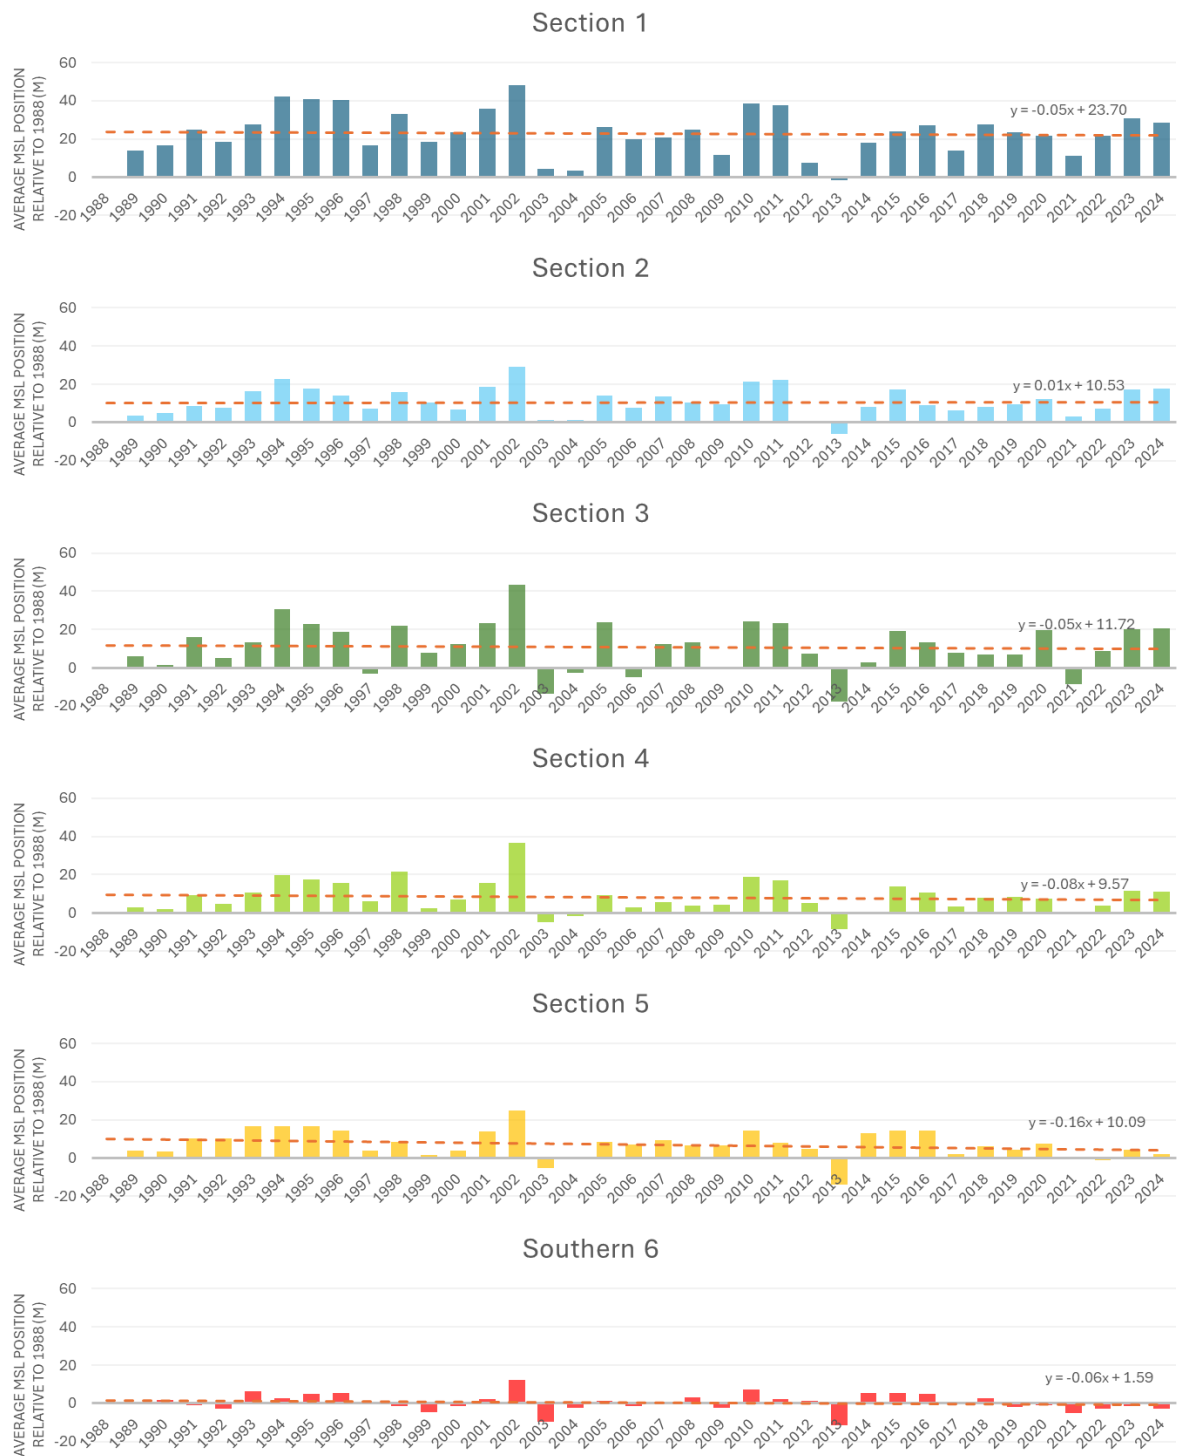 Section 1
AVERAGE MSL POSITION
RELATIVE TO 1988 (M)
60
40
20
0
-20
y = -0.05x + 23.70
1988 1989 1990 1991 1992 1993 1994 1995 1996 1997 1998 1999 2000 2001 2002 2003 2004 2005 2006 2007 2008 2009 2010 2011 2012 2013 2014 2015 2016 2017 2018 2019 2020 2021 2022 2023 2024
Section 2
AVERAGE MSL POSITION
RELATIVE TO 1988 (M)
60
40
20
0
-20
y = 0.01x + 10.53
1988 1989 1990 1991 1992 1993 1994 1995 1996 1997 1998 1999 2000 2001 2002 2003 2004 2005 2006 2007 2008 2009 2010 2011 2012 2013 2014 2015 2016 2017 2018 2019 2020 2021 2022 2023 2024
Section 3
AVERAGE MSL POSITION
RELATIVE TO 1988 (M)
60
40
20
0
-20
y = -0.05x + 11.72
1988 1989 1990 1991 1992 1993 1994 1995 1996 1997 1998 1999 2000 2001 2002 2003 2004 2005 2006 2007 2008 2009 2010 2011 2012 2013 2014 2015 2016 2017 2018 2019 2020 2021 2022 2023 2024
Section 4
AVERAGE MSL POSITION
RELATIVE TO 1988 (M)
60
40
20
0
-20
y = -0.08x + 9.57
1988 1989 1990 1991 1992 1993 1994 1995 1996 1997 1998 1999 2000 2001 2002 2003 2004 2005 2006 2007 2008 2009 2010 2011 2012 2013 2014 2015 2016 2017 2018 2019 2020 2021 2022 2023 2024
Section 5
AVERAGE MSL POSITION
RELATIVE TO 1988 (M)
60
40
20
0
-20
y = -0.16x + 10.09
1988 1989 1990 1991 1992 1993 1994 1995 1996 1997 1998 1999 2000 2001 2002 2003 2004 2005 2006 2007 2008 2009 2010 2011 2012 2013 2014 2015 2016 2017 2018 2019 2020 2021 2022 2023 2024
Southern 6
AVERAGE MSL POSITION
RELATIVE TO 1988 (M)
60
40
20
0
-20
y = -0.06x + 1.59
1988 1989 1990 1991 1992 1993 1994 1995 1996 1997 1998 1999 2000 2001 2002 2003 2004 2005 2006 2007 2008 2009 2010 2011 2012 2013 2014 2015 2016 2017 2018 2019 2020 2021 2022 2023 2024